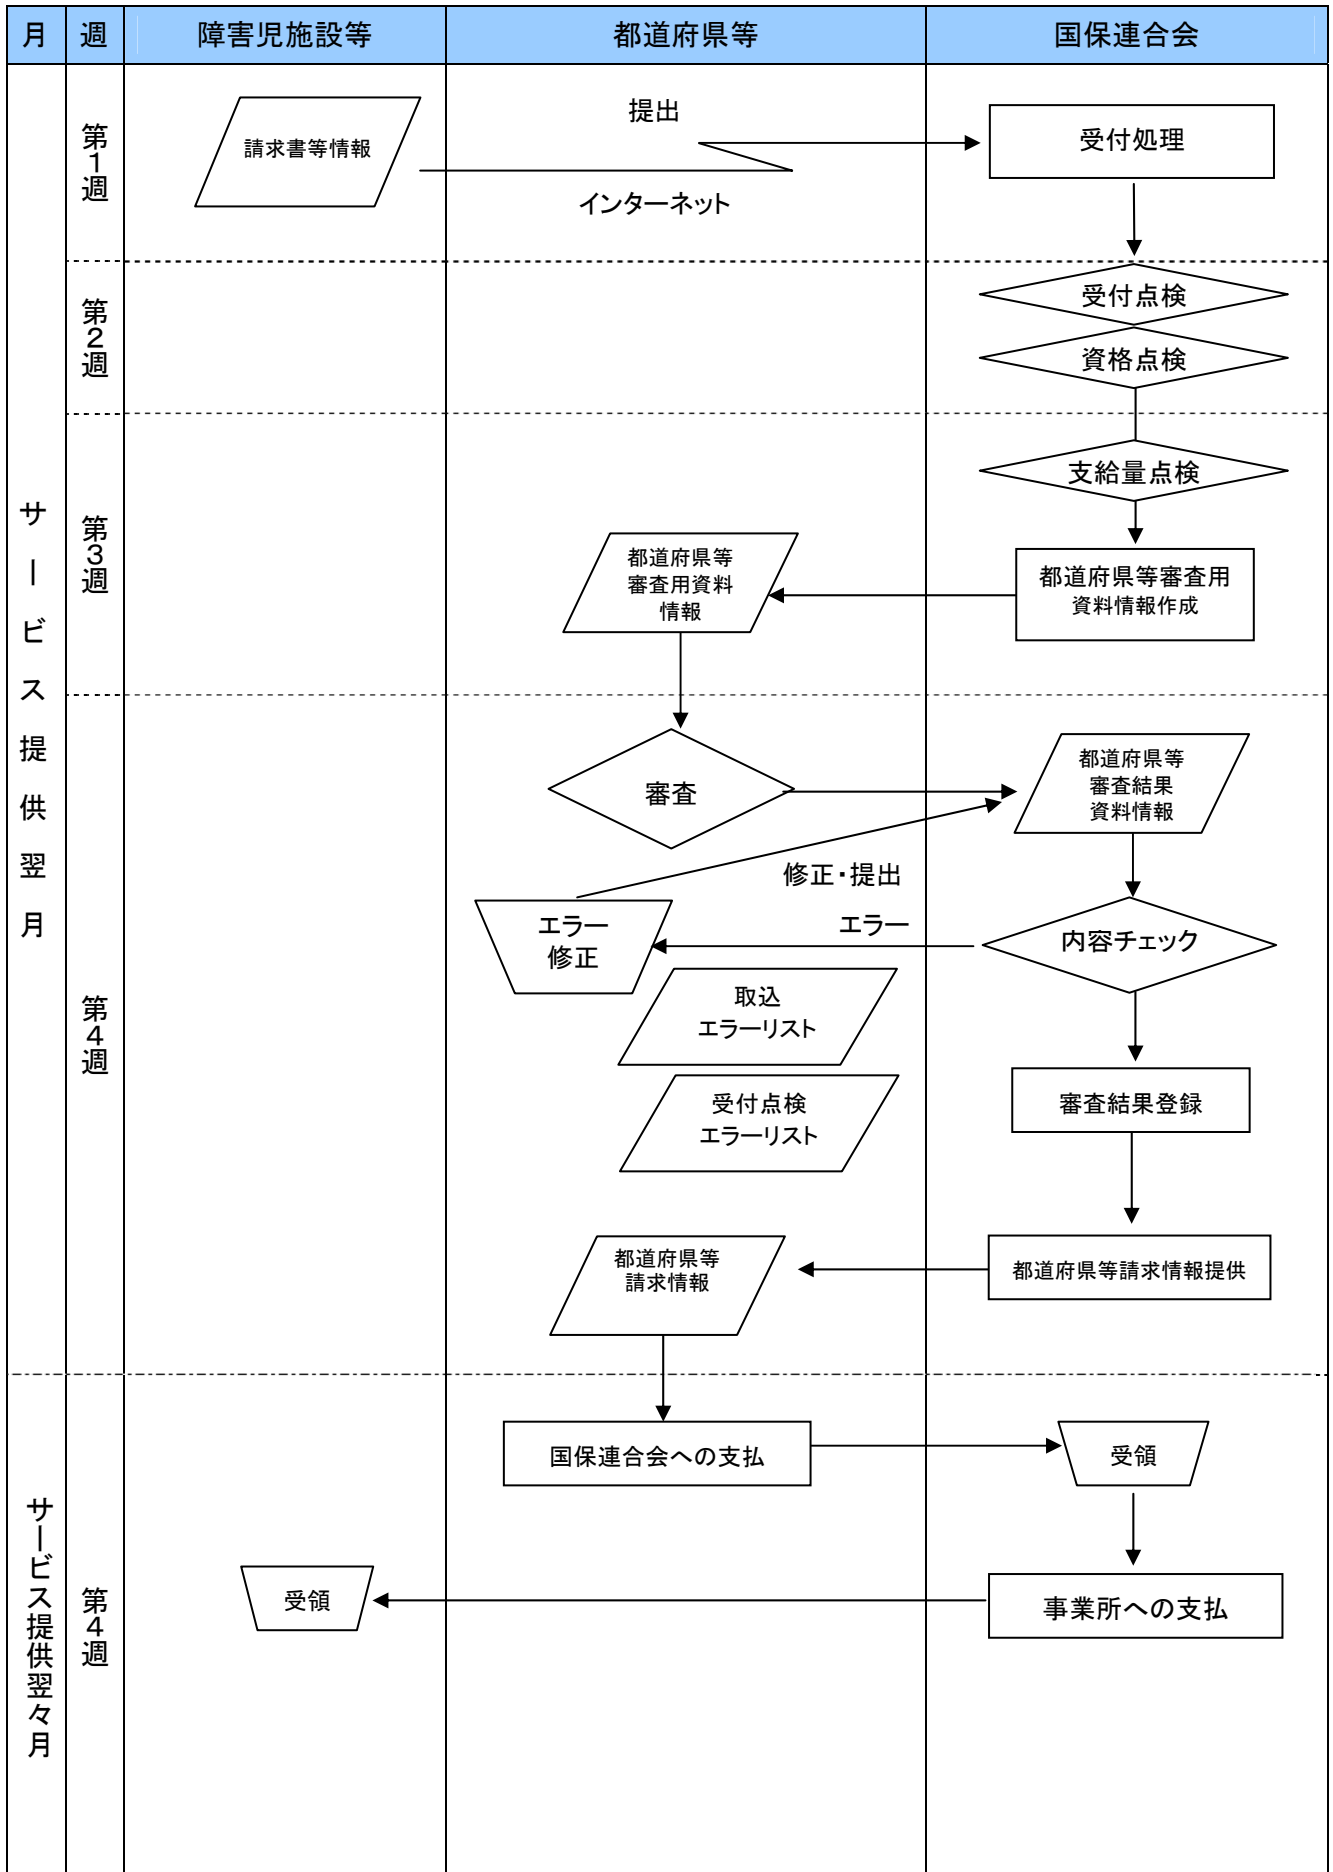 月 週 障害児施設等 都道府県等 国保連合会
サービス提供翌月
第1週
請求書等情報
提出
インターネット
受付処理
第2週
受付点検
資格点検
第3週
支給量点検
都道府県等審査用
資料情報作成
都道府県等
審査用資料
情報
第4週
審査
都道府県等
審査結果
資料情報
修正・提出
エラー
修正
エラー
内容チェック
取込
エラーリスト
受付点検
エラーリスト
審査結果登録
都道府県等請求情報提供
都道府県等
請求情報
サービス提供翌々月
第4週
国保連合会への支払
受領
事業所への支払
受領